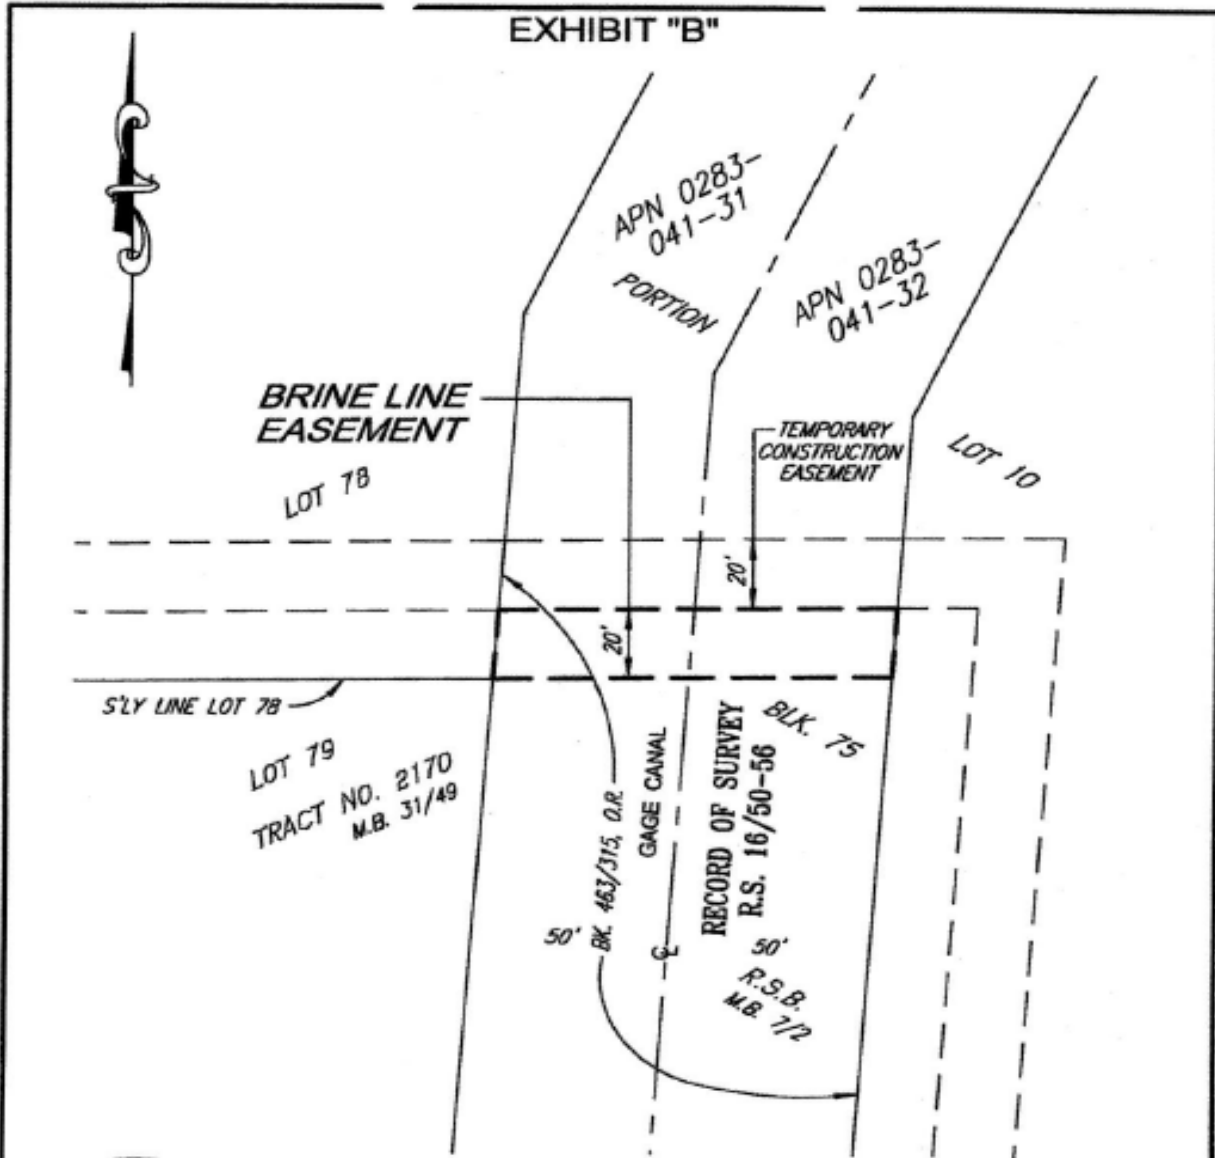 EXHIBIT "B"
APN 0283-
041-31
PORTION
APN 0283-
041-32
BRINE LINE
EASEMENT
TEMPORARY
CONSTRUCTION
EASEMENT
LOT 10
LOT 78
20'
20'
S'LY LINE LOT 78
LOT 79
TRACT NO. 2170
M.B. 31/49
BLK. 75
GAGE CANAL
RECORD OF SURVEY
R.S. 16/50-56
BK. 463/315, O.R.
50'
℄
50'
R.S.B.
M.B. 7/2